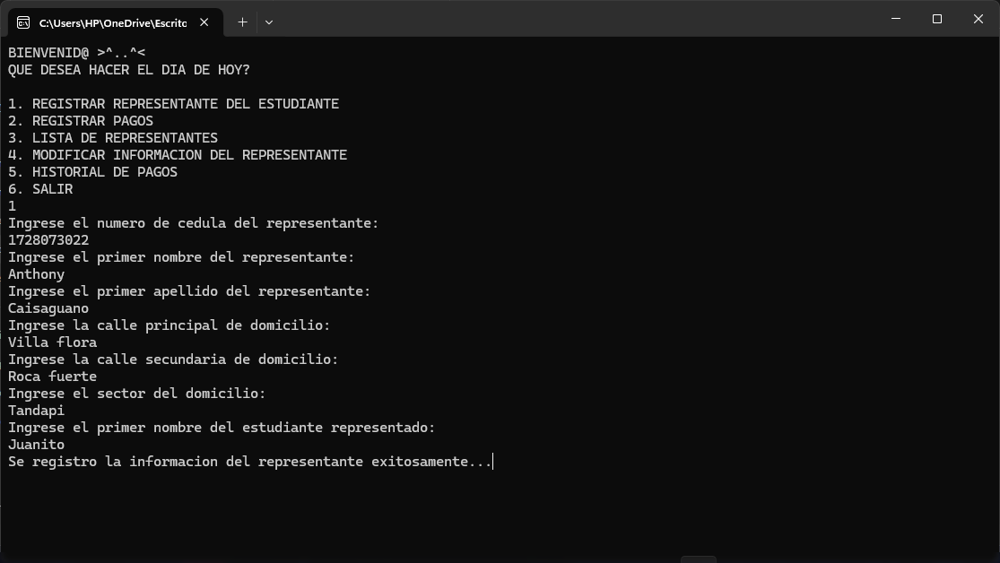 C:\Users\HP\OneDrive\Escrito
BIENVENID@ >^..^<
QUE DESEA HACER EL DIA DE HOY?
1. REGISTRAR REPRESENTANTE DEL ESTUDIANTE
2. REGISTRAR PAGOS
3. LISTA DE REPRESENTANTES
4. MODIFICAR INFORMACION DEL REPRESENTANTE
5. HISTORIAL DE PAGOS
6. SALIR
1
Ingrese el numero de cedula del representante:
1728073022
Ingrese el primer nombre del representante:
Anthony
Ingrese el primer apellido del representante:
Caisaguano
Ingrese la calle principal de domicilio:
Villa flora
Ingrese la calle secundaria de domicilio:
Roca fuerte
Ingrese el sector del domicilio:
Tandapi
Ingrese el primer nombre del estudiante representado:
Juanito
Se registro la informacion del representante exitosamente...